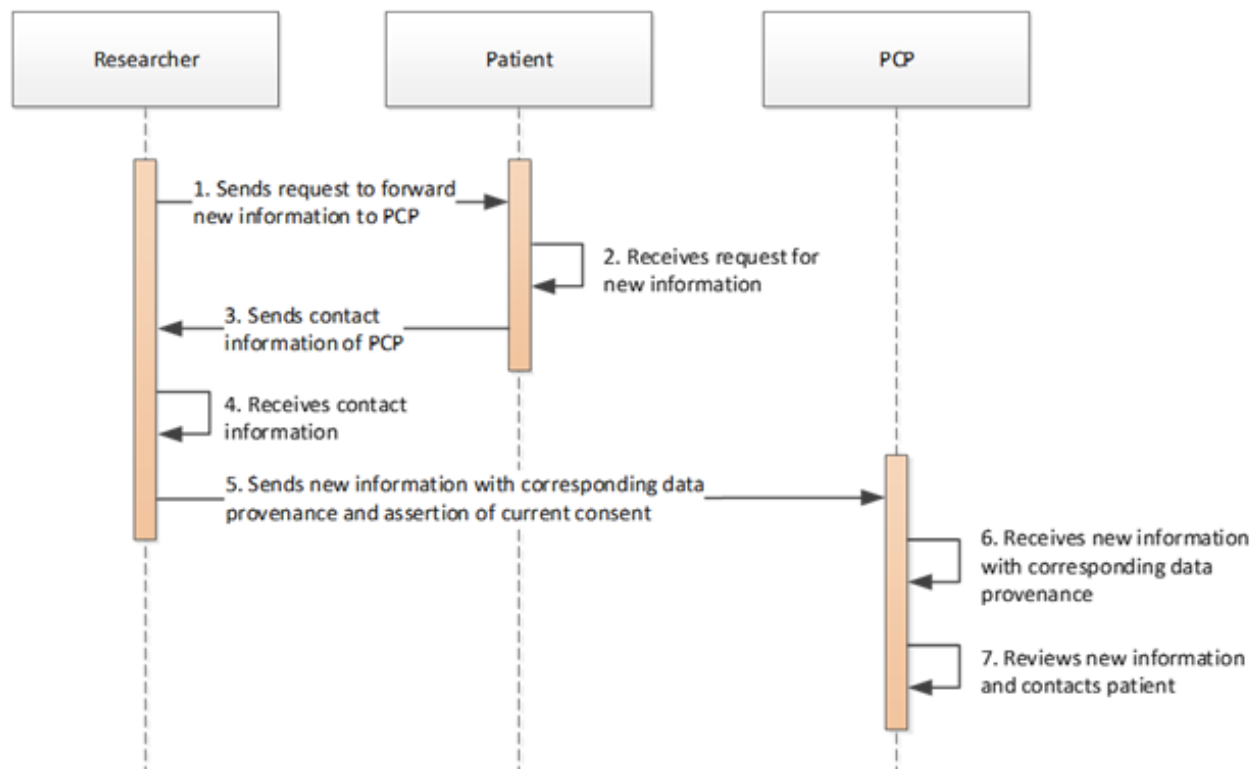 Researcher
Patient
PCP
1. Sends request to forward
new information to PCP
2. Receives request for
new information
3. Sends contact
information of PCP
4. Receives contact
information
5. Sends new information with corresponding data
provenance and assertion of current consent
6. Receives new information
with corresponding data
provenance
7. Reviews new information
and contacts patient